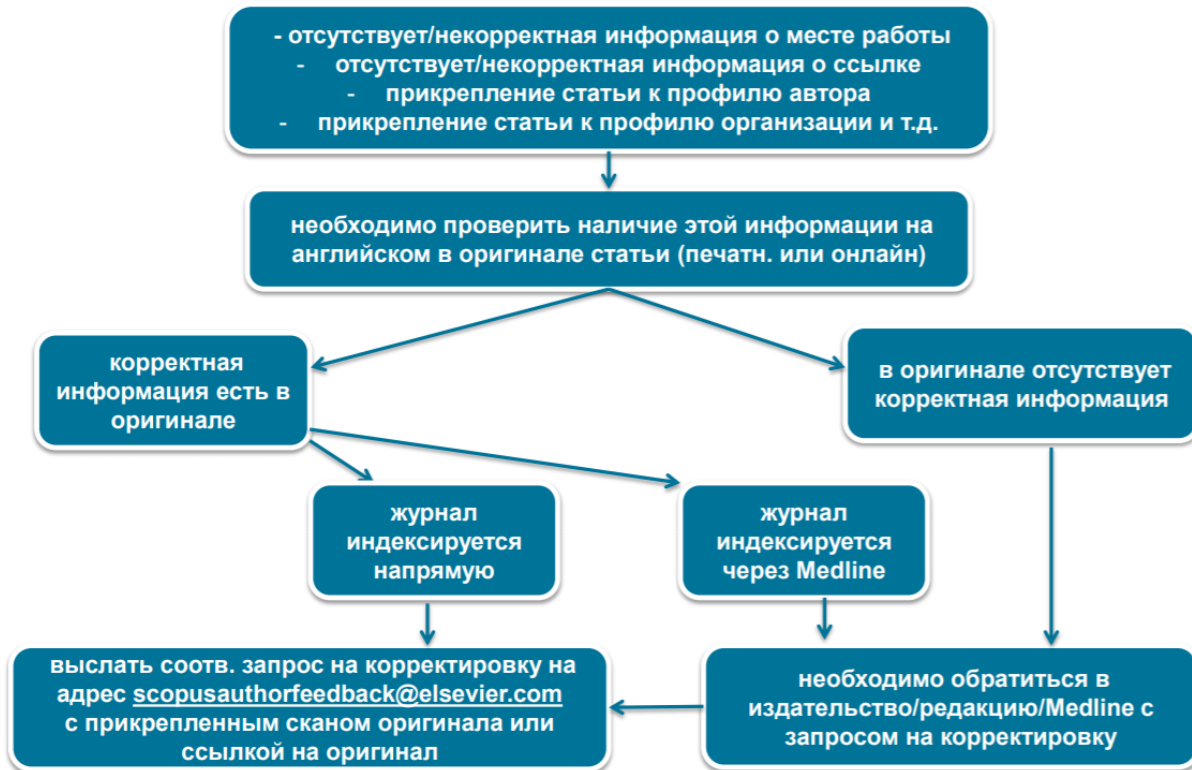 - отсутствует/некорректная информация о месте работы
- отсутствует/некорректная информация о ссылке
- прикрепление статьи к профилю автора
- прикрепление статьи к профилю организации и т.д.
необходимо проверить наличие этой информации на
английском в оригинале статьи (печатн. или онлайн)
корректная
информация есть в
оригинале
в оригинале отсутствует
корректная информация
журнал
индексируется
напрямую
журнал
индексируется
через Medline
выслать соотв. запрос на корректировку на
адрес scopusauthorfeedback@elsevier.com
с прикрепленным сканом оригинала или
ссылкой на оригинал
необходимо обратиться в
издательство/редакцию/Medline с
запросом на корректировку